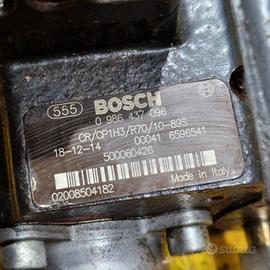 555 BOSCH
0 986 437 096
CR/CP1H3/R70/10-89S
18-12-14 00041 6596541
500060426
02008504182
Made in Italy
subito